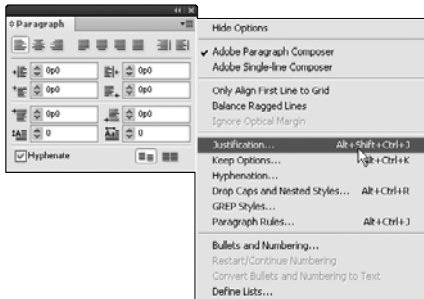 Paragraph
0p0 0p0
0p0 0p0
0p0 0p0
0 0
Hyphenate
Hide Options
Adobe Paragraph Composer
Adobe Single-line Composer
Only Align First Line to Grid
Balance Ragged Lines
Ignore Optical Margin
Justification... Alt+Shift+Ctrl+J
Keep Options... Alt+Ctrl+K
Hyphenation...
Drop Caps and Nested Styles... Alt+Ctrl+R
GREP Styles...
Paragraph Rules... Alt+Ctrl+J
Bullets and Numbering...
Restart/Continue Numbering
Convert Bullets and Numbering to Text
Define Lists...